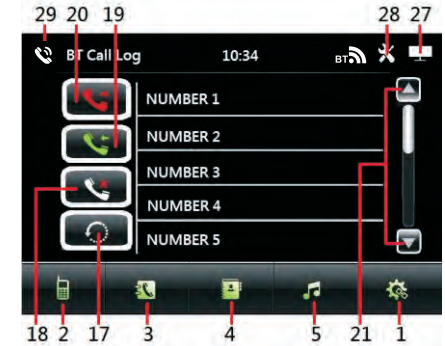 29 20 19 28 27
BT Call Log 10:34 BT
NUMBER 1
NUMBER 2
NUMBER 3
NUMBER 4
NUMBER 5
18 2 17 3 4 5 21 1